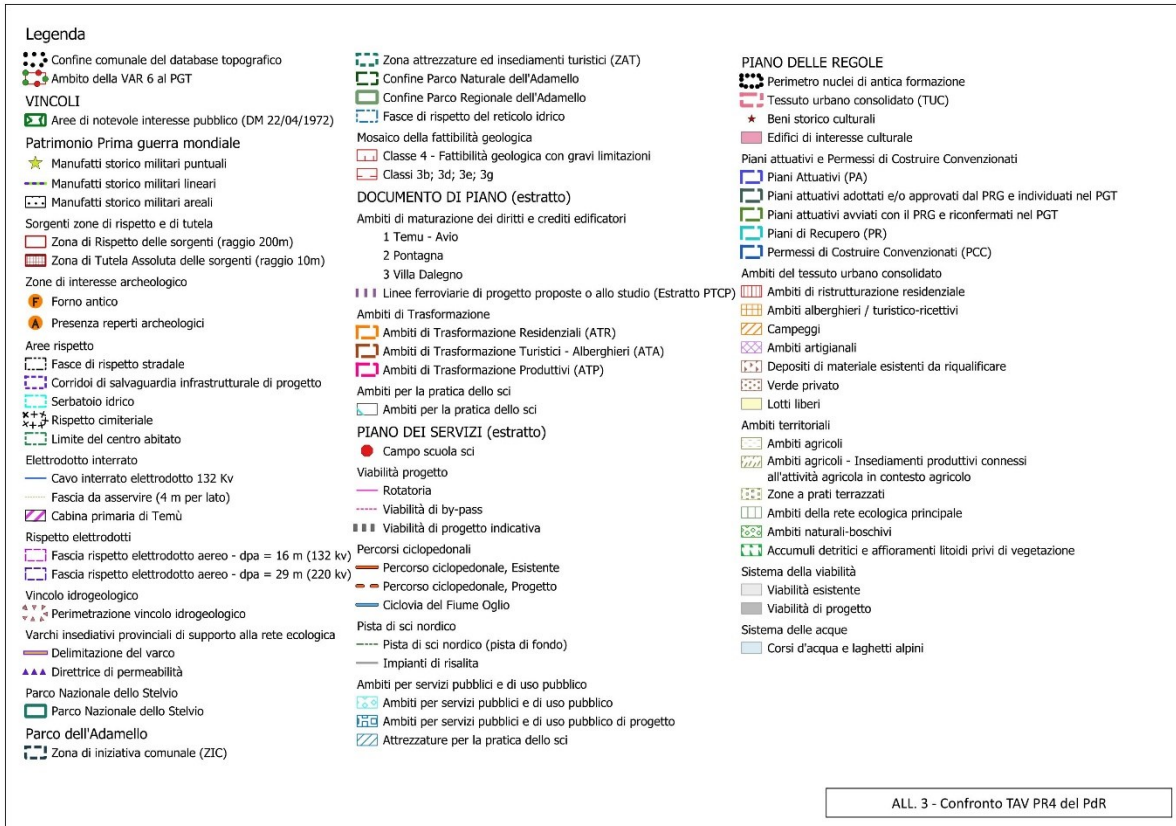 Legenda
Confine comunale del database topografico
Ambito della VAR 6 al PGT
VINCOLI
Aree di notevole interesse pubblico (DM 22/04/1972)
Patrimonio Prima guerra mondiale
Manufatti storico militari puntuali
Manufatti storico militari lineari
Manufatti storico militari areali
Sorgenti zone di rispetto e di tutela
Zona di Rispetto delle sorgenti (raggio 200m)
Zona di Tutela Assoluta delle sorgenti (raggio 10m)
Zone di interesse archeologico
F Forno antico
A Presenza reperti archeologici
Aree rispetto
Fasce di rispetto stradale
Corridoi di salvaguardia infrastrutturale di progetto
Serbatoio idrico
Rispetto cimiteriale
Limite del centro abitato
Elettrodotto interrato
Cavo interrato elettrodotto 132 Kv
Fascia da asservire (4 m per lato)
Cabina primaria di Temù
Rispetto elettrodotti
Fascia rispetto elettrodotto aereo - dpa = 16 m (132 kv)
Fascia rispetto elettrodotto aereo - dpa = 29 m (220 kv)
Vincolo idrogeologico
Perimetrazione vincolo idrogeologico
Varchi insediativi provinciali di supporto alla rete ecologica
Delimitazione del varco
Direttrice di permeabilità
Parco Nazionale dello Stelvio
Parco Nazionale dello Stelvio
Parco dell'Adamello
Zona di iniziativa comunale (ZIC)
Zona attrezzature ed insediamenti turistici (ZAT)
Confine Parco Naturale dell'Adamello
Confine Parco Regionale dell'Adamello
Fasce di rispetto del reticolo idrico
Mosaico della fattibilità geologica
Classe 4 - Fattibilità geologica con gravi limitazioni
Classi 3b; 3d; 3e; 3g
DOCUMENTO DI PIANO (estratto)
Ambiti di maturazione dei diritti e crediti edificatori
1 Temu - Avio
2 Pontagna
3 Villa Dalegno
Linee ferroviarie di progetto proposte o allo studio (Estratto PTCP)
Ambiti di Trasformazione
Ambiti di Trasformazione Residenziali (ATR)
Ambiti di Trasformazione Turistici - Alberghieri (ATA)
Ambiti di Trasformazione Produttivi (ATP)
Ambiti per la pratica dello sci
Ambiti per la pratica dello sci
PIANO DEI SERVIZI (estratto)
Campo scuola sci
Viabilità progetto
Rotatoria
Viabilità di by-pass
Viabilità di progetto indicativa
Percorsi ciclopedonali
Percorso ciclopedonale, Esistente
Percorso ciclopedonale, Progetto
Ciclovia del Fiume Oglio
Pista di sci nordico
Pista di sci nordico (pista di fondo)
Impianti di risalita
Ambiti per servizi pubblici e di uso pubblico
Ambiti per servizi pubblici e di uso pubblico
Ambiti per servizi pubblici e di uso pubblico di progetto
Attrezzature per la pratica dello sci
PIANO DELLE REGOLE
Perimetro nuclei di antica formazione
Tessuto urbano consolidato (TUC)
Beni storico culturali
Edifici di interesse culturale
Piani attuativi e Permessi di Costruire Convenzionati
Piani Attuativi (PA)
Piani attuativi adottati e/o approvati dal PRG e individuati nel PGT
Piani attuativi avviati con il PRG e riconfermati nel PGT
Piani di Recupero (PR)
Permessi di Costruire Convenzionati (PCC)
Ambiti del tessuto urbano consolidato
Ambiti di ristrutturazione residenziale
Ambiti alberghieri / turistico-ricettivi
Campeggi
Ambiti artigianali
Depositi di materiale esistenti da riqualificare
Verde privato
Lotti liberi
Ambiti territoriali
Ambiti agricoli
Ambiti agricoli - Insediamenti produttivi connessi
all'attività agricola in contesto agricolo
Zone a prati terrazzati
Ambiti della rete ecologica principale
Ambiti naturali-boschivi
Accumuli detritici e affioramenti litoidi privi di vegetazione
Sistema della viabilità
Viabilità esistente
Viabilità di progetto
Sistema delle acque
Corsi d'acqua e laghetti alpini
ALL. 3 - Confronto TAV PR4 del PdR